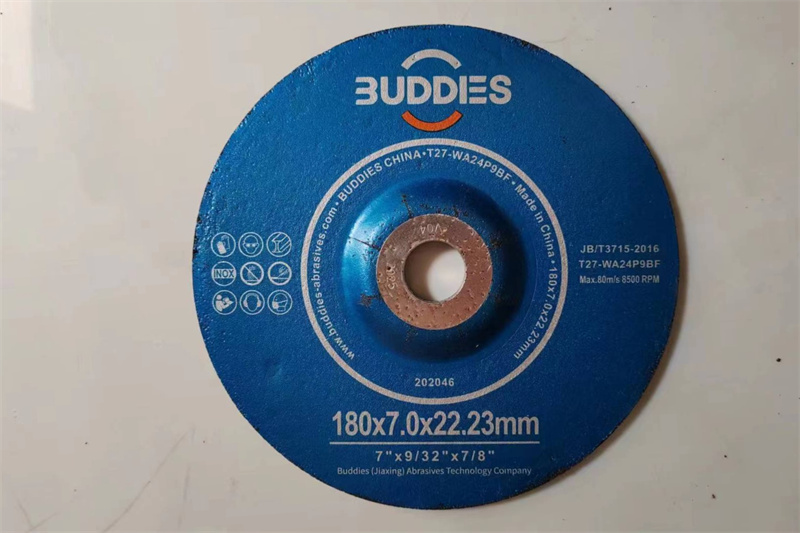 BUDDIES
www.buddies-abrasives.com • BUDDIES CHINA • T27-WA24P9BF • Made in China • 180x7.0x22.23mm
JB/T3715-2016
T27-WA24P9BF
Max.80m/s 8500 RPM
INOX
202046
180x7.0x22.23mm
7"x9/32"x7/8"
Buddies (Jiaxing) Abrasives Technology Company